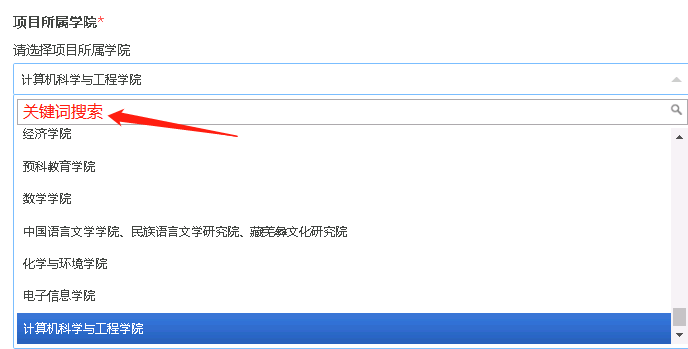 项目所属学院*
请选择项目所属学院
计算机科学与工程学院
关键词搜索
经济学院
预科教育学院
数学学院
中国语言文学学院、民族语言文学研究院、藏羌彝文化研究院
化学与环境学院
电子信息学院
计算机科学与工程学院